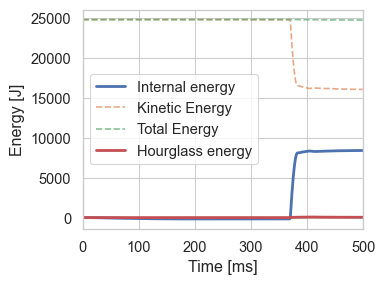 25000
20000
15000
10000
5000
0
Energy [J]
Internal energy
Kinetic Energy
Total Energy
Hourglass energy
0 100 200 300 400 500
Time [ms]